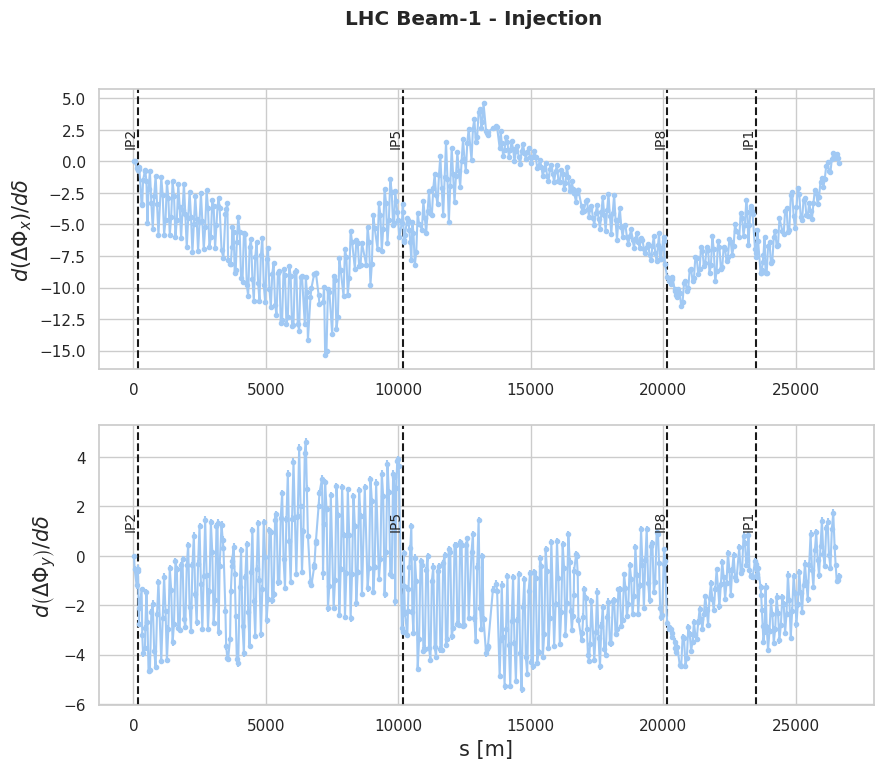 LHC Beam-1 - Injection
d(ΔΦx)/dδ
5.0
2.5
0.0
−2.5
−5.0
−7.5
−10.0
−12.5
−15.0
IP2
IP5
IP8
IP1
0
5000
10000
15000
20000
25000
d(ΔΦy)/dδ
4
2
0
−2
−4
−6
IP2
IP5
IP8
IP1
0
5000
10000
15000
20000
25000
s [m]